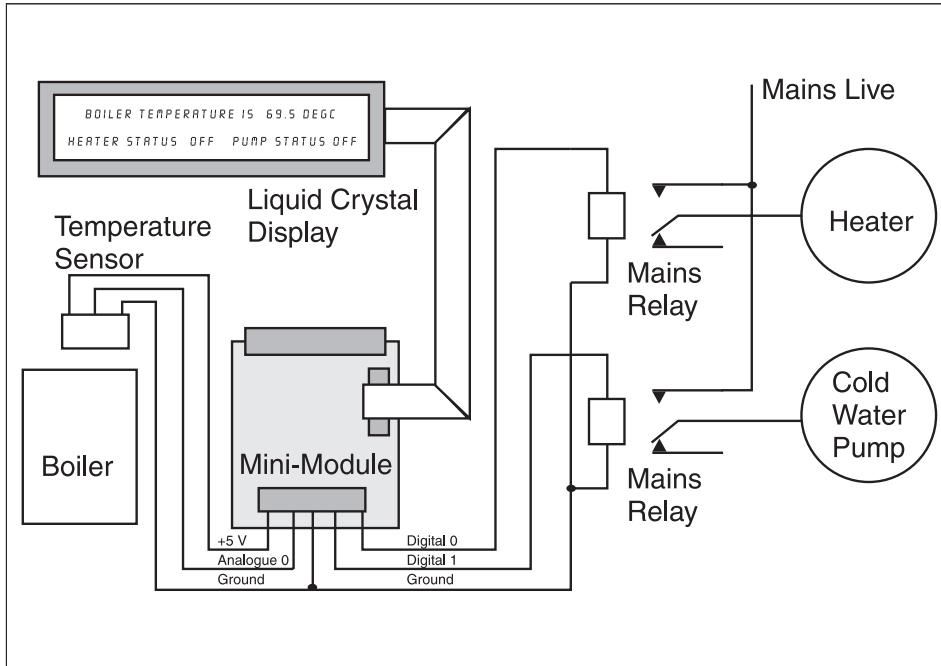 BOILER TEMPERATURE IS 69.5 DEGC
HEATER STATUS OFF PUMP STATUS OFF
Liquid Crystal
Display
Mains Live
Heater
Temperature
Sensor
Mains
Relay
Cold
Water
Pump
Boiler
Mini-Module
Mains
Relay
+5 V
Analogue 0
Ground
Digital 0
Digital 1
Ground